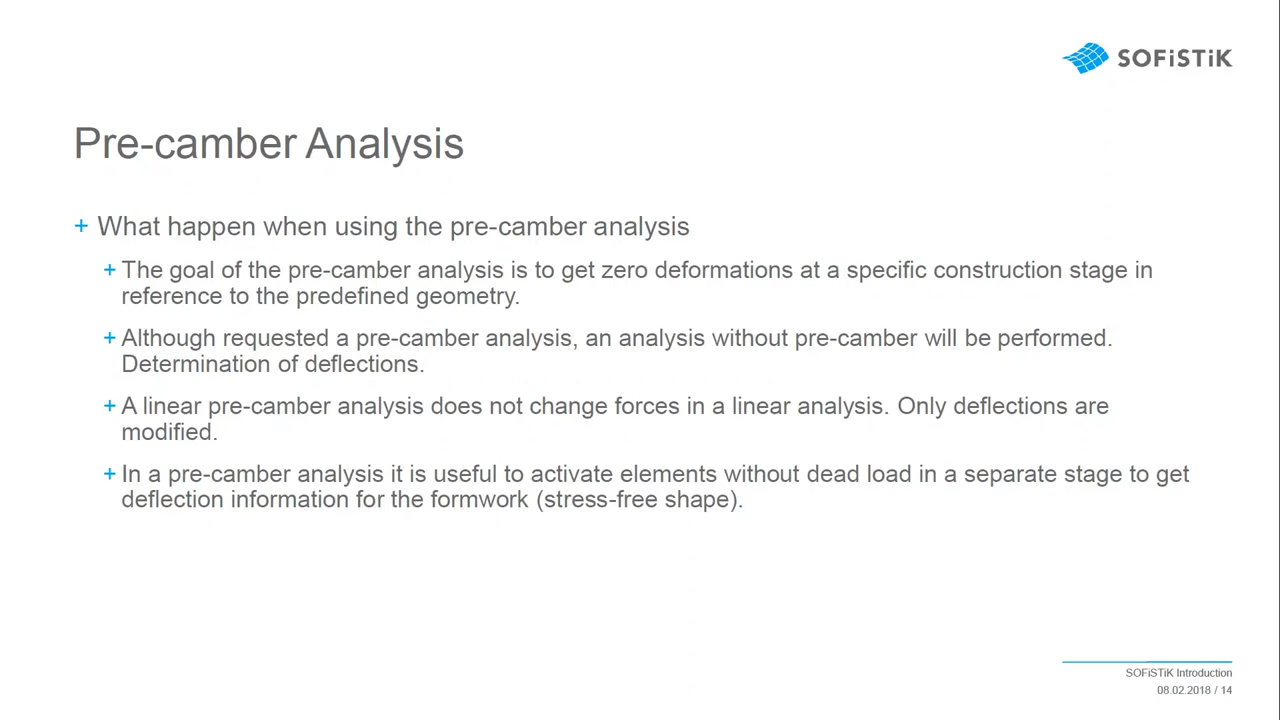 SOFiSTiK
Pre-camber Analysis
+ What happen when using the pre-camber analysis
+ The goal of the pre-camber analysis is to get zero deformations at a specific construction stage in
reference to the predefined geometry.
+ Although requested a pre-camber analysis, an analysis without pre-camber will be performed.
Determination of deflections.
+ A linear pre-camber analysis does not change forces in a linear analysis. Only deflections are
modified.
+ In a pre-camber analysis it is useful to activate elements without dead load in a separate stage to get
deflection information for the formwork (stress-free shape).
SOFiSTiK Introduction
08.02.2018 / 14